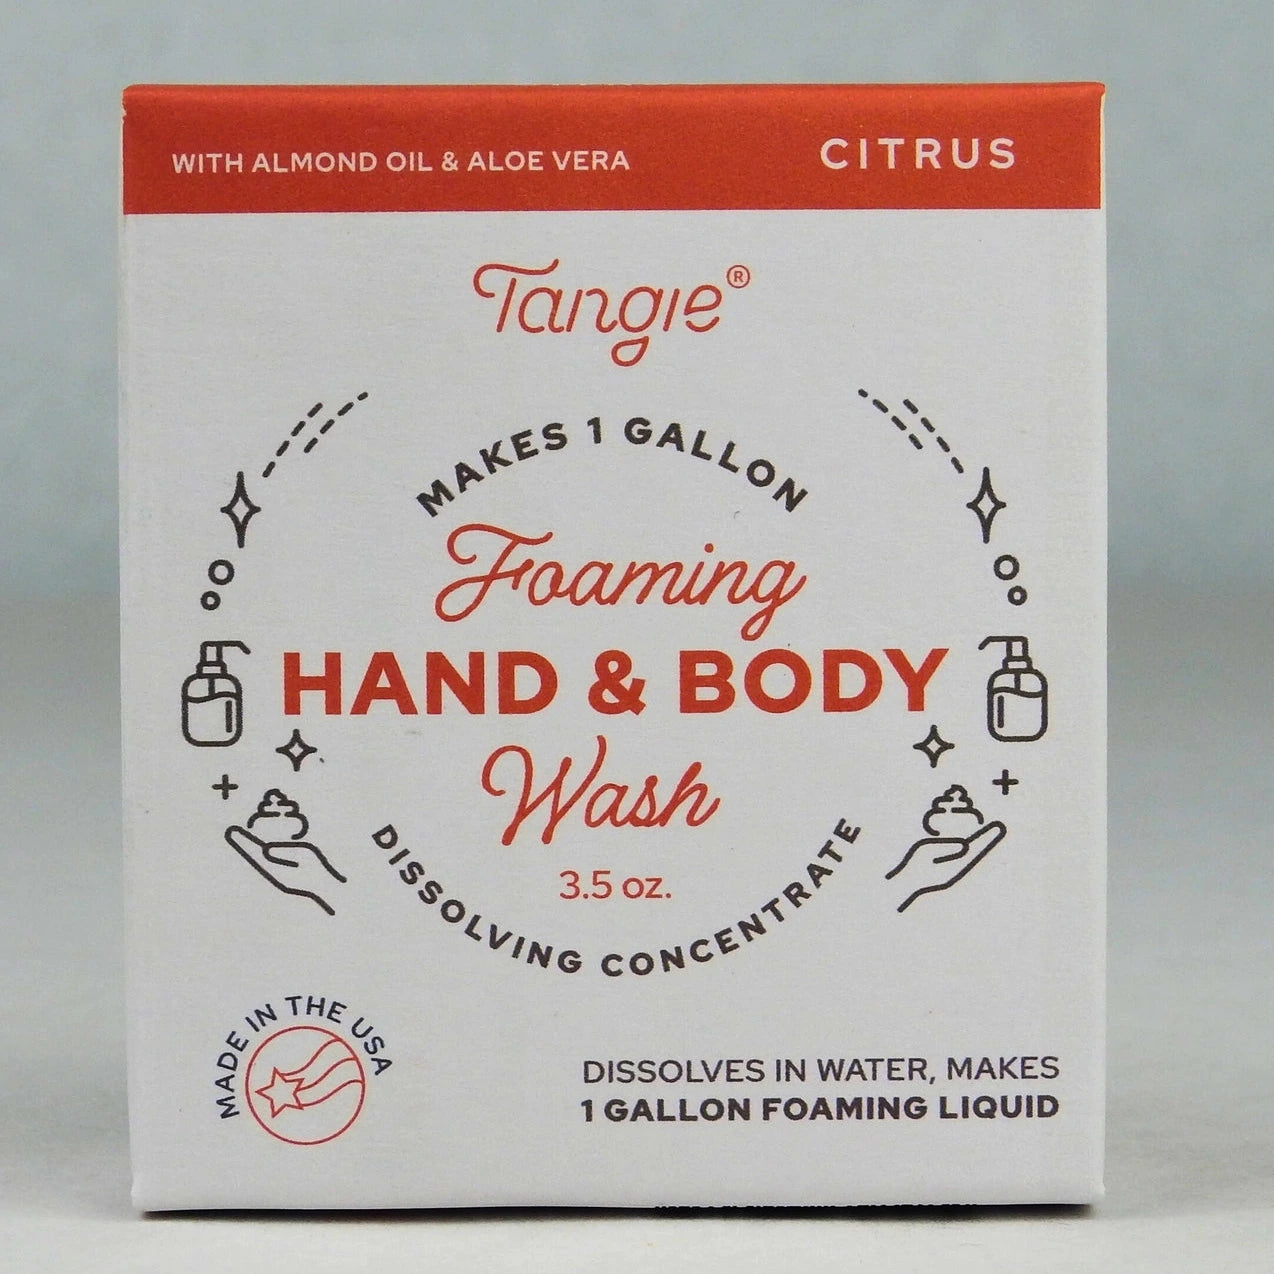 WITH ALMOND OIL & ALOE VERA
CITRUS
Tangie®
MAKES 1 GALLON
Foaming
HAND & BODY
Wash
3.5 oz.
DISSOLVING CONCENTRATE
MADE IN THE USA
DISSOLVES IN WATER, MAKES
1 GALLON FOAMING LIQUID